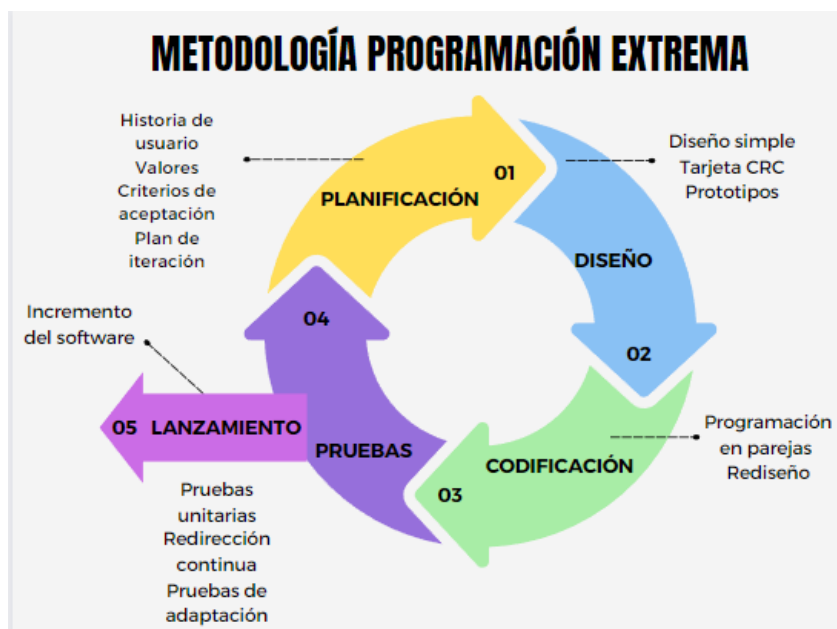 METODOLOGÍA PROGRAMACIÓN EXTREMA
Historia de
usuario
Valores
Criterios de
aceptación
Plan de
iteración
01
PLANIFICACIÓN
Diseño simple
Tarjeta CRC
Prototipos
DISEÑO
02
Programación
en parejas
Rediseño
CODIFICACIÓN
03
04
PRUEBAS
Pruebas
unitarias
Redirección
continua
Pruebas de
adaptación
Incremento
del software
05 LANZAMIENTO